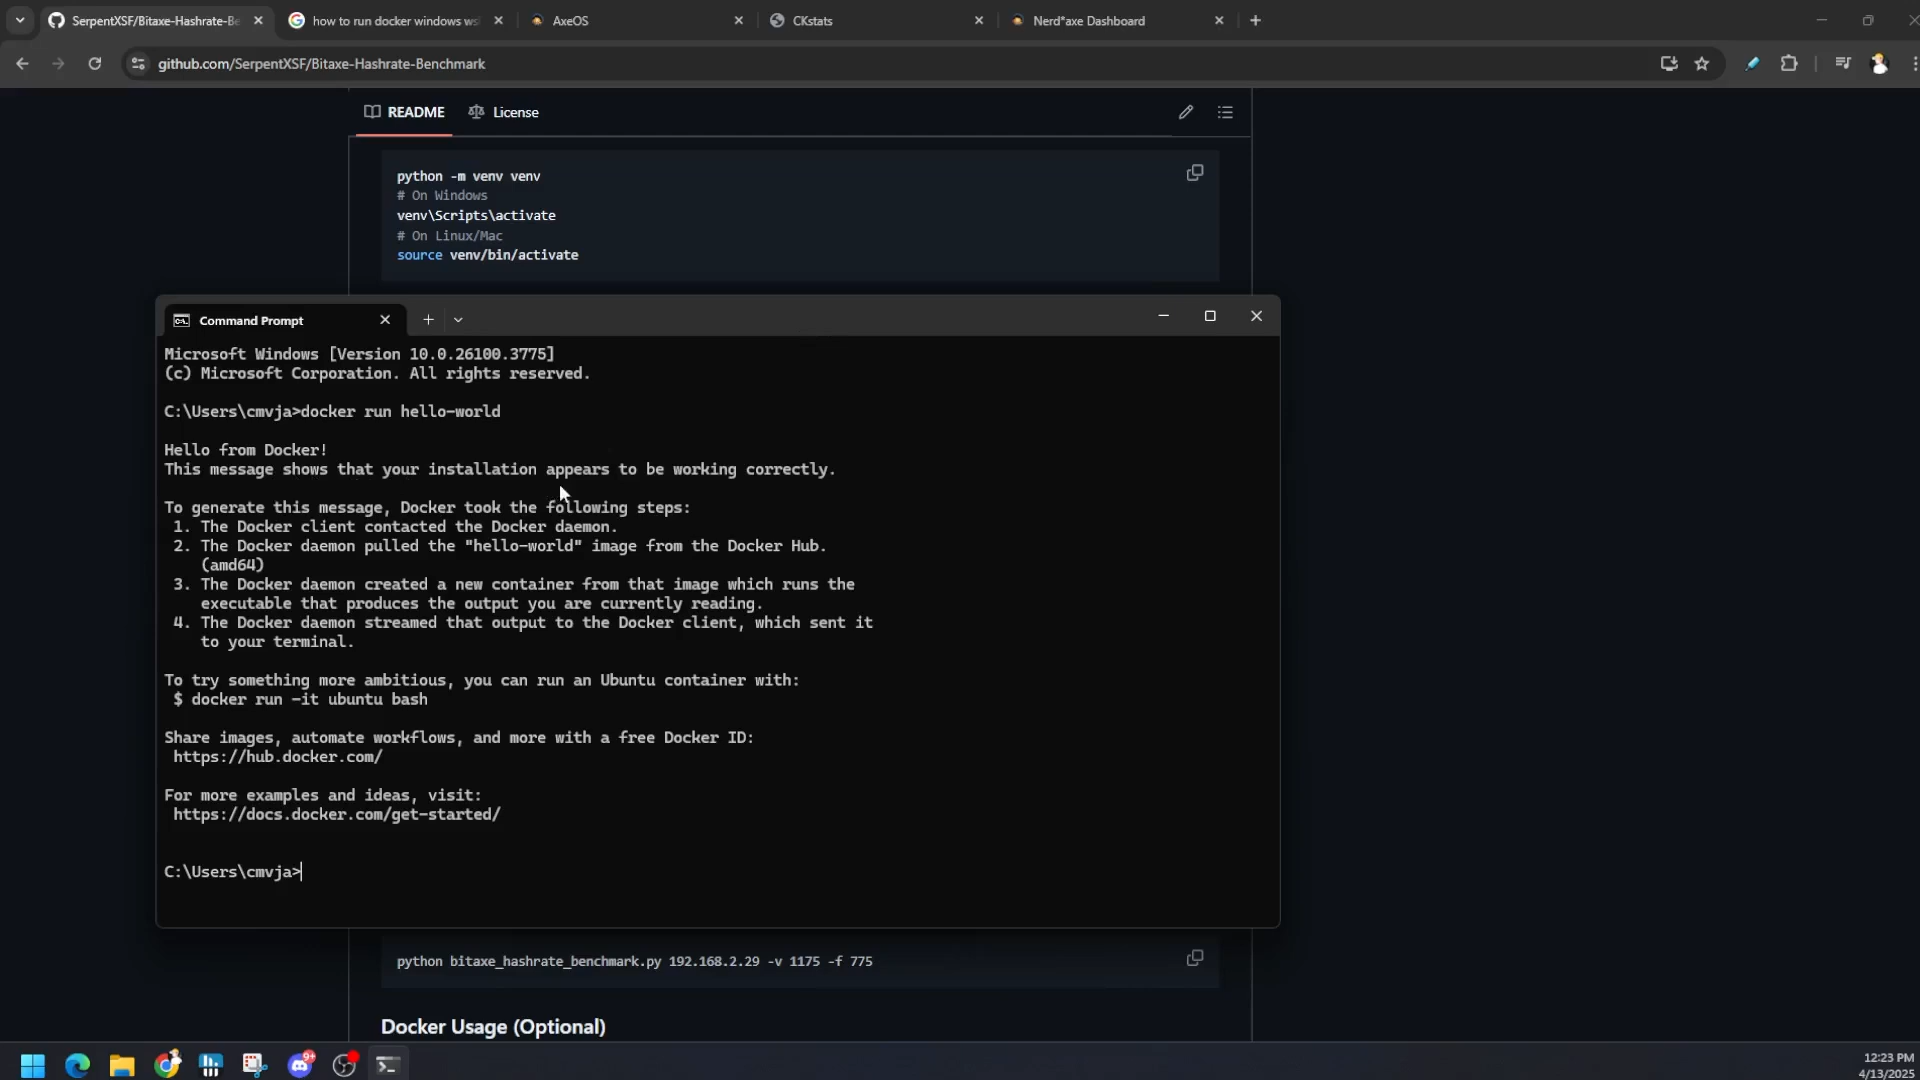 SerpentXSF/Bitaxe-Hashrate-Be
how to run docker windows ws
AxeOS
CKstats
Nerd*axe Dashboard
github.com/SerpentXSF/Bitaxe-Hashrate-Benchmark
README
License
python -m venv venv
# On Windows
venv\Scripts\activate
# On Linux/Mac
source venv/bin/activate
Command Prompt
Microsoft Windows [Version 10.0.26100.3775]
(c) Microsoft Corporation. All rights reserved.
C:\Users\cmvja>docker run hello-world
Hello from Docker!
This message shows that your installation appears to be working correctly.
To generate this message, Docker took the following steps:
1. The Docker client contacted the Docker daemon.
2. The Docker daemon pulled the "hello-world" image from the Docker Hub.
(amd64)
3. The Docker daemon created a new container from that image which runs the
executable that produces the output you are currently reading.
4. The Docker daemon streamed that output to the Docker client, which sent it
to your terminal.
To try something more ambitious, you can run an Ubuntu container with:
$ docker run -it ubuntu bash
Share images, automate workflows, and more with a free Docker ID:
https://hub.docker.com/
For more examples and ideas, visit:
https://docs.docker.com/get-started/
C:\Users\cmvja>
python bitaxe_hashrate_benchmark.py 192.168.2.29 -v 1175 -f 775
Docker Usage (Optional)
9+
12:23 PM
4/13/2025